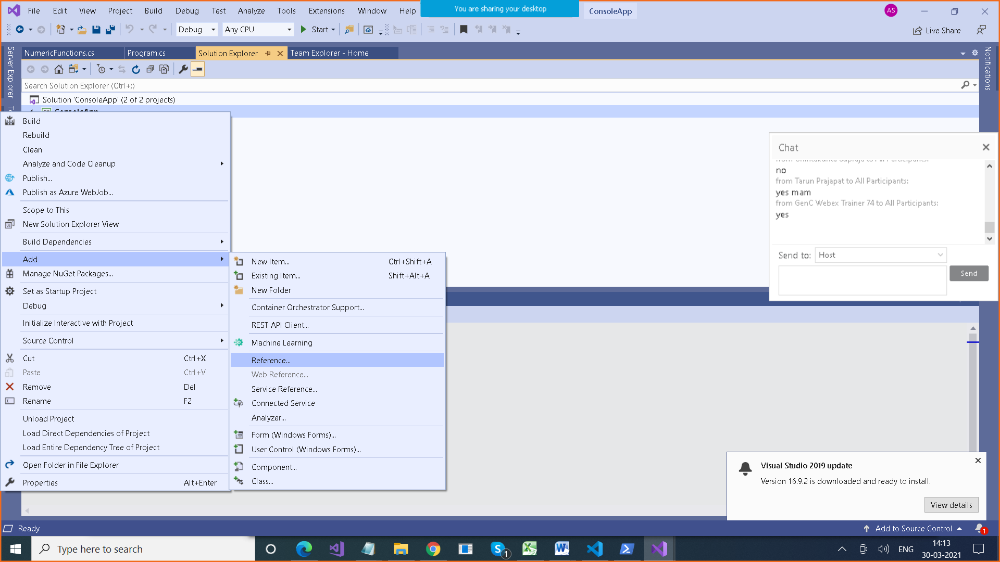 File Edit View Project Build Debug Test Analyze Tools Extensions Window Help
You are sharing your desktop
ConsoleApp
AS
Debug Any CPU Start
Live Share
Server Explorer
NumericFunctions.cs Program.cs Solution Explorer Team Explorer - Home
Notifications
Search Solution Explorer (Ctrl+;)
Solution 'ConsoleApp' (2 of 2 projects)
ConsoleApp
Build
Rebuild
Clean
Analyze and Code Cleanup
Publish...
Publish as Azure WebJob...
Scope to This
New Solution Explorer View
Build Dependencies
Add
Manage NuGet Packages...
Set as Startup Project
Debug
Initialize Interactive with Project
Source Control
Cut Ctrl+X
Paste Ctrl+V
Remove Del
Rename F2
Unload Project
Load Direct Dependencies of Project
Load Entire Dependency Tree of Project
Open Folder in File Explorer
Properties Alt+Enter
New Item... Ctrl+Shift+A
Existing Item... Shift+Alt+A
New Folder
Container Orchestrator Support...
REST API Client...
Machine Learning
Reference...
Web Reference...
Service Reference...
Connected Service
Analyzer...
Form (Windows Forms)...
User Control (Windows Forms)...
Component...
Class...
Chat
no
from Tarun Prajapat to All Participants:
yes mam
from GenC Webex Trainer 74 to All Participants:
yes
Send to: Host
Send
Visual Studio 2019 update
Version 16.9.2 is downloaded and ready to install.
View details
Ready
Add to Source Control
1
Type here to search
1
ENG
14:13
30-03-2021